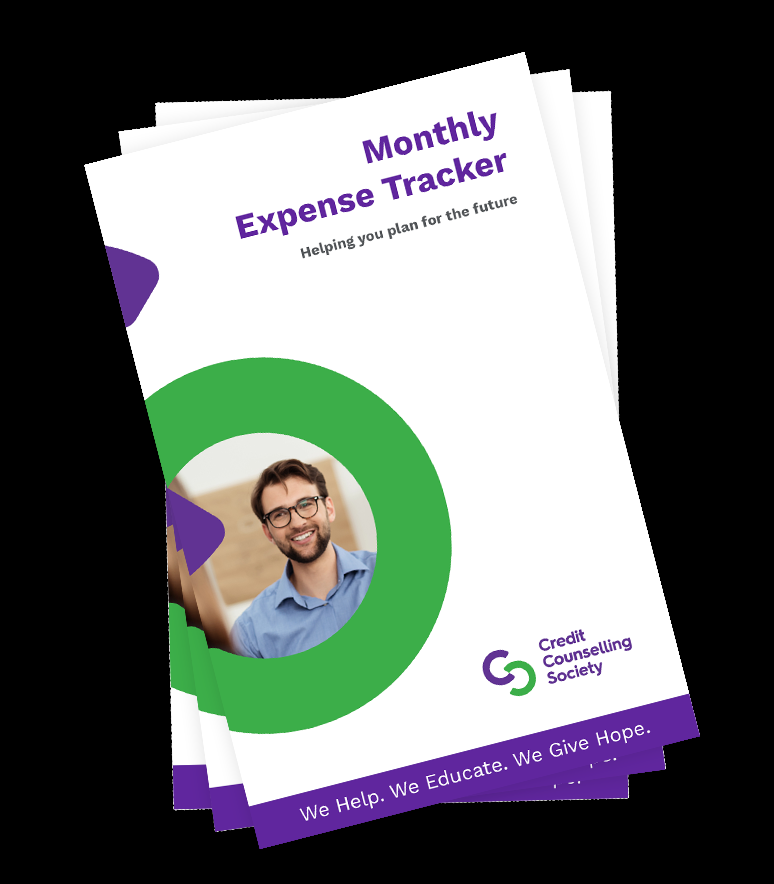 Monthly
Expense Tracker
Helping you plan for the future
Credit
Counselling
Society
We Help. We Educate. We Give Hope.